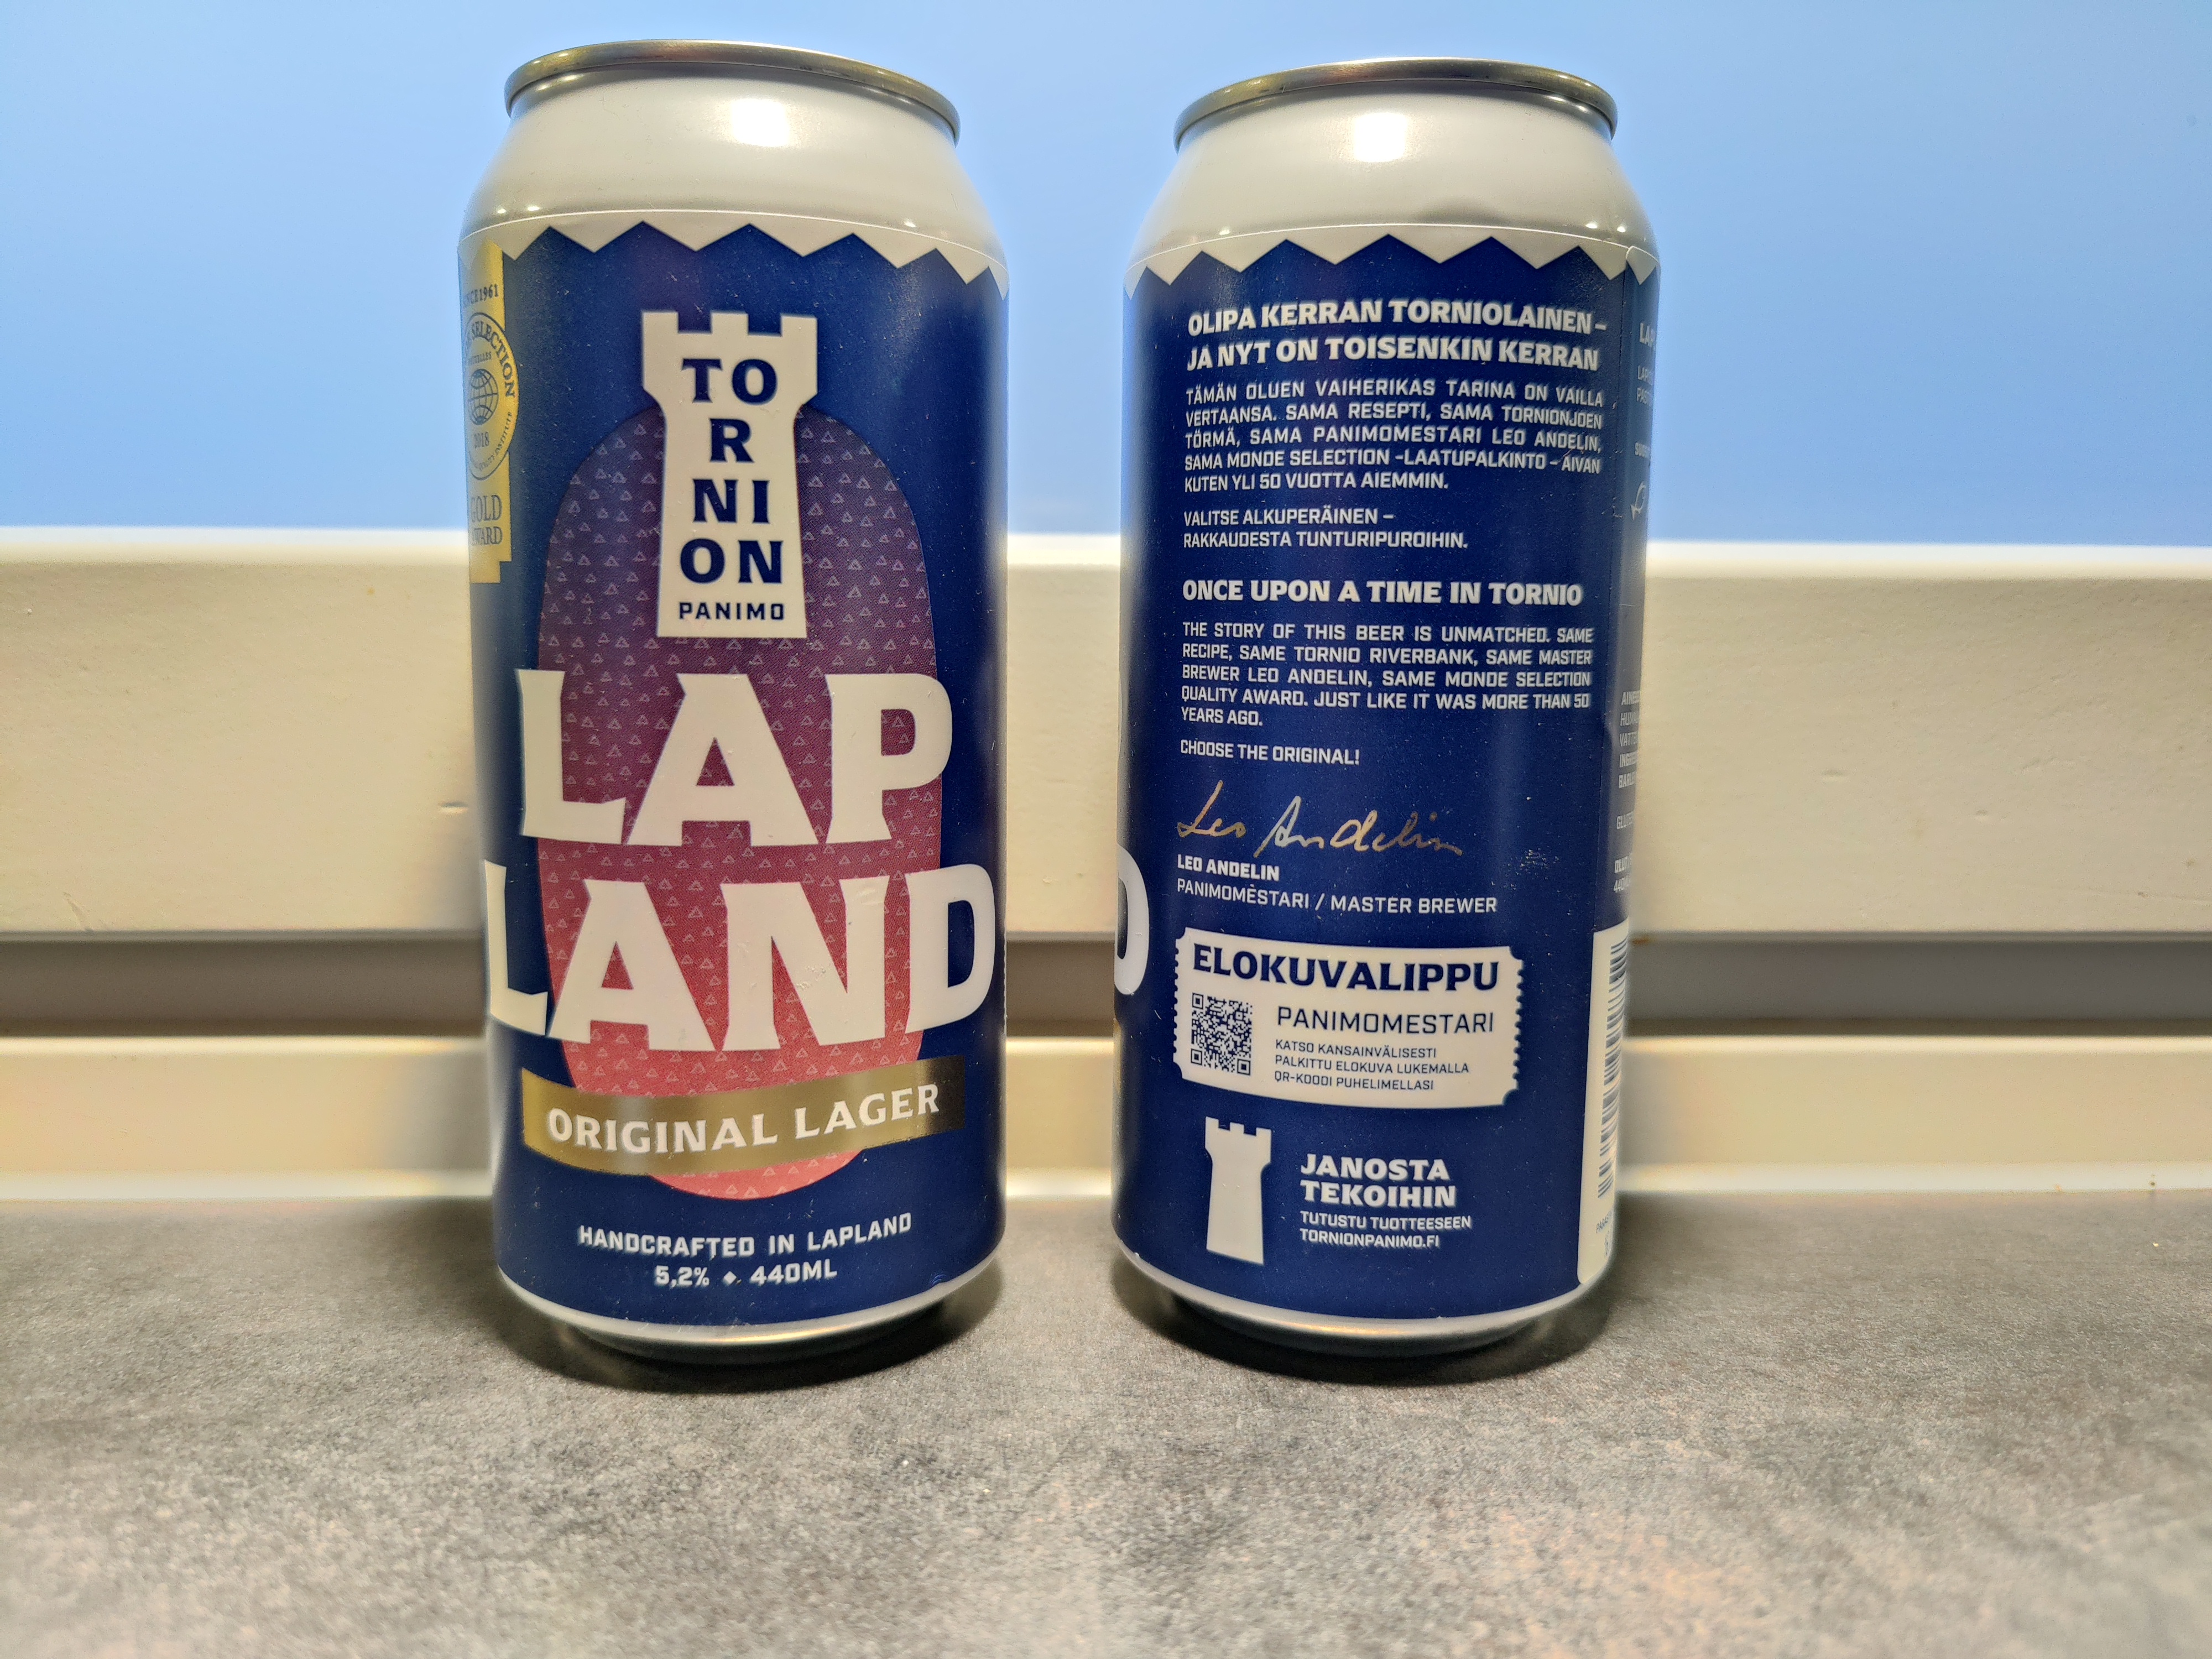 SINCE 1961
SELECTION
BRUXELLES
2018
GOLD
AWARD
TO
R
NI
ON
PANIMO
LAP
LAND
ORIGINAL LAGER
HANDCRAFTED IN LAPLAND
5,2% ◆ 440ML
OLIPA KERRAN TORNIOLAINEN –
JA NYT ON TOISENKIN KERRAN
TÄMÄN OLUEN VAIHERIKAS TARINA ON VAILLA
VERTAANSA. SAMA RESEPTI, SAMA TORNIONJOEN
TÖRMÄ, SAMA PANIMOMESTARI LEO ANDELIN,
SAMA MONDE SELECTION -LAATUPALKINTO – AIVAN
KUTEN YLI 50 VUOTTA AIEMMIN.
VALITSE ALKUPERÄINEN –
RAKKAUDESTA TUNTURIPUROIHIN.
ONCE UPON A TIME IN TORNIO
THE STORY OF THIS BEER IS UNMATCHED. SAME
RECIPE, SAME TORNIO RIVERBANK, SAME MASTER
BREWER LEO ANDELIN, SAME MONDE SELECTION
QUALITY AWARD. JUST LIKE IT WAS MORE THAN 50
YEARS AGO.
CHOOSE THE ORIGINAL!
Leo Andelin
LEO ANDELIN
PANIMOMESTARI / MASTER BREWER
D
ELOKUVALIPPU
PANIMOMESTARI
KATSO KANSAINVÄLISESTI
PALKITTU ELOKUVA LUKEMALLA
QR-KOODI PUHELIMELLASI
JANOSTA
TEKOIHIN
TUTUSTU TUOTTEESEEN
TORNIONPANIMO.FI